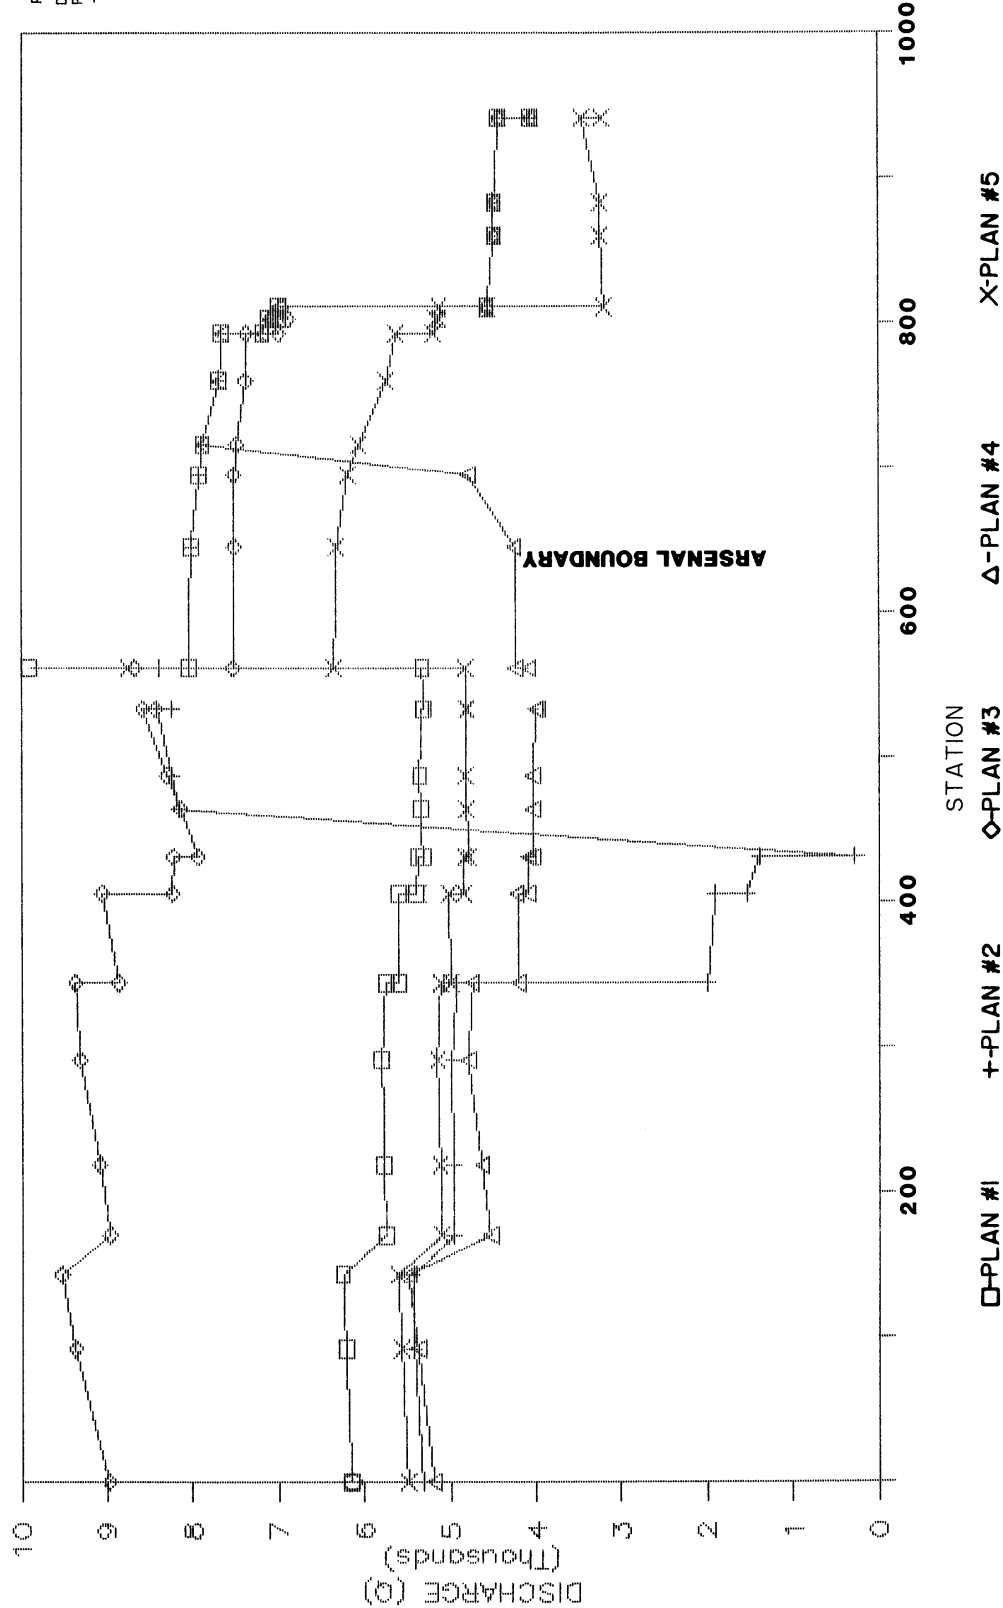 10
9
8
7
6
5
4
3
2
1
0
DISCHARGE (Q)
(Thousands)
200
400
600
800
1000
ARSENAL BOUNDARY
STATION
□-PLAN #1
+-PLAN #2
◇-PLAN #3
△-PLAN #4
X-PLAN #5